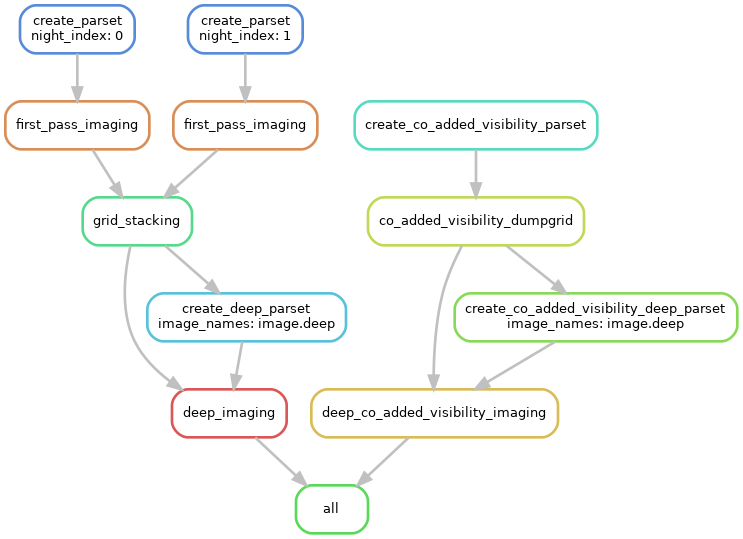 create_parset
night_index: 0
create_parset
night_index: 1
first_pass_imaging
first_pass_imaging
create_co_added_visibility_parset
grid_stacking
co_added_visibility_dumpgrid
create_deep_parset
image_names: image.deep
create_co_added_visibility_deep_parset
image_names: image.deep
deep_imaging
deep_co_added_visibility_imaging
all